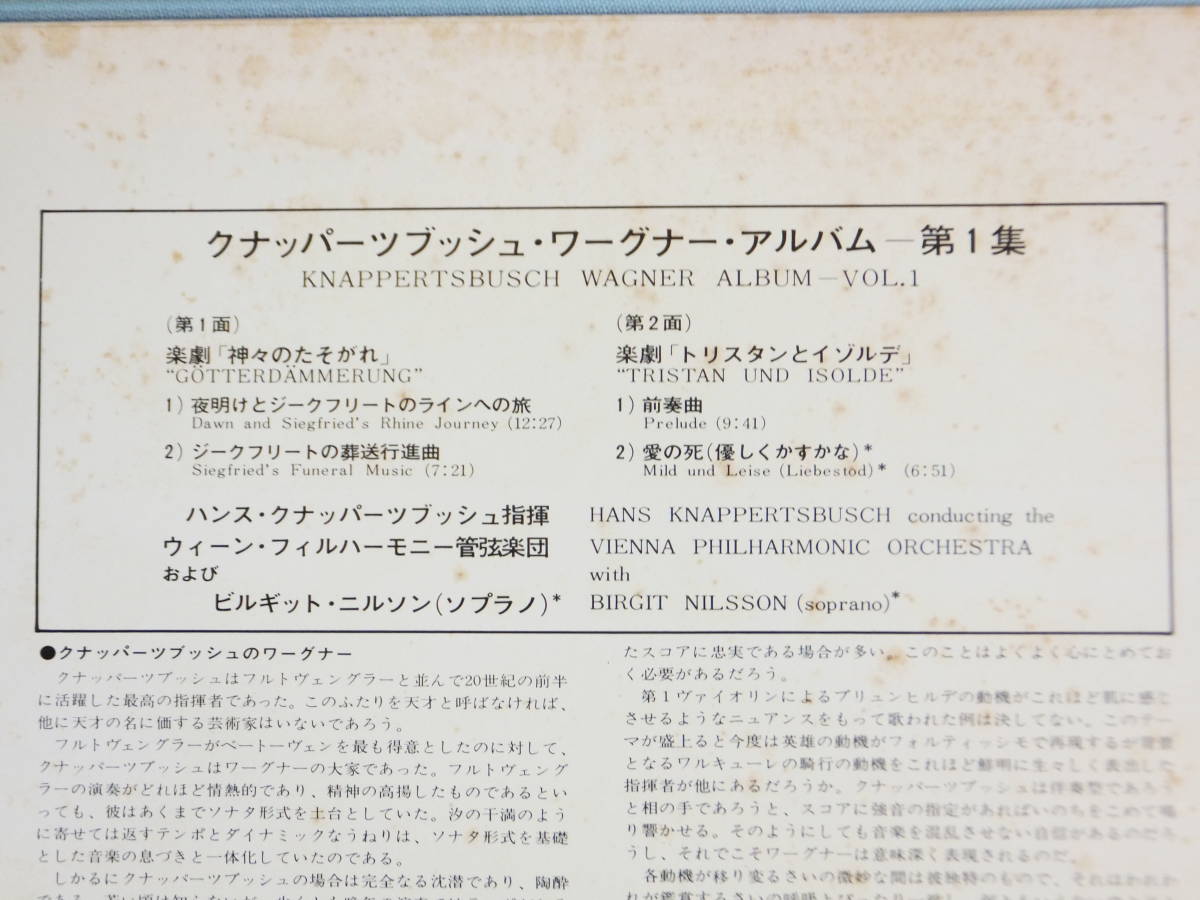 クナッパーツブッシュ・ワーグナー・アルバム―第1集
KNAPPERTSBUSCH WAGNER ALBUM―VOL.1
(第1面)
楽劇「神々のたそがれ」
“GÖTTERDÄMMERUNG”
1) 夜明けとジークフリートのラインへの旅
Dawn and Siegfried's Rhine Journey (12:27)
2) ジークフリートの葬送行進曲
Siegfried's Funeral Music (7:21)
(第2面)
楽劇「トリスタンとイゾルデ」
“TRISTAN UND ISOLDE”
1) 前奏曲
Prelude (9:41)
2) 愛の死(優しくかすかな)*
Mild und Leise (Liebestod)* (6:51)
ハンス・クナッパーツブッシュ指揮
ウィーン・フィルハーモニー管弦楽団
および
ビルギット・ニルソン(ソプラノ)*
HANS KNAPPERTSBUSCH conducting the
VIENNA PHILHARMONIC ORCHESTRA
with
BIRGIT NILSSON (soprano)*
●クナッパーツブッシュのワーグナー
クナッパーツブッシュはフルトヴェングラーと並んで20世紀の前半
に活躍した最高の指揮者であった。このふたりを天才と呼ばなければ、
他に天才の名に価する芸術家はいないであろう。
フルトヴェングラーがベートーヴェンを最も得意としたのに対して、
クナッパーツブッシュはワーグナーの大家であった。フルトヴェング
ラーの演奏がどれほど情熱的であり、精神の高揚したものであるとい
っても、彼はあくまでソナタ形式を土台としていた。汐の干満のよう
に寄せては返すテンポとダイナミックなうねりは、ソナタ形式を基礎
とした音楽の息づきと一体化していたのである。
しかるにクナッパーツブッシュの場合は完全なる沈潜であり、陶酔
たスコアに忠実である場合が多い。このことはよくよく心にとめてお
く必要があるだろう。
第1ヴァイオリンによるブリュンヒルデの動機がこれほど肌に感じ
させるようなニュアンスをもって歌われた例は決してない。このテー
マが盛上ると今度は英雄の動機がフォルティッシモで再現するが背景
となるワルキューレの騎行の動機をこれほど鮮明に生々しく表出した
指揮者が他にあるだろうか。クナッパーツブッシュは伴奏型であろう
と相の手であろうと、スコアに強音の指定があればいのちをこめて鳴
り響かせる。そのようにしても音楽を混乱させない自信があるのだろ
うし、それでこそワーグナーは意味深く表現されるのだ。
各動機が移り変るさいの微妙な間は彼独特のもので、それはわれわ